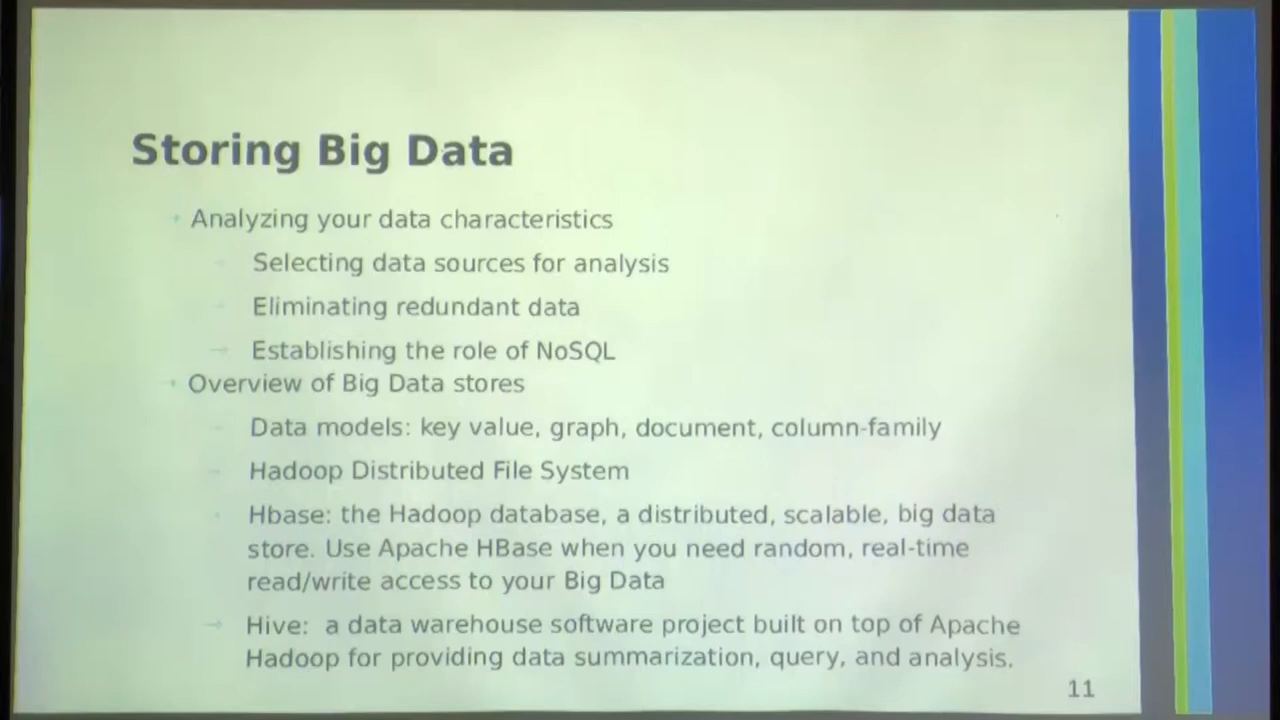 Storing Big Data
Analyzing your data characteristics
Selecting data sources for analysis
Eliminating redundant data
Establishing the role of NoSQL
Overview of Big Data stores
Data models: key value, graph, document, column-family
Hadoop Distributed File System
Hbase: the Hadoop database, a distributed, scalable, big data
store. Use Apache HBase when you need random, real-time
read/write access to your Big Data
Hive:  a data warehouse software project built on top of Apache
Hadoop for providing data summarization, query, and analysis.
11